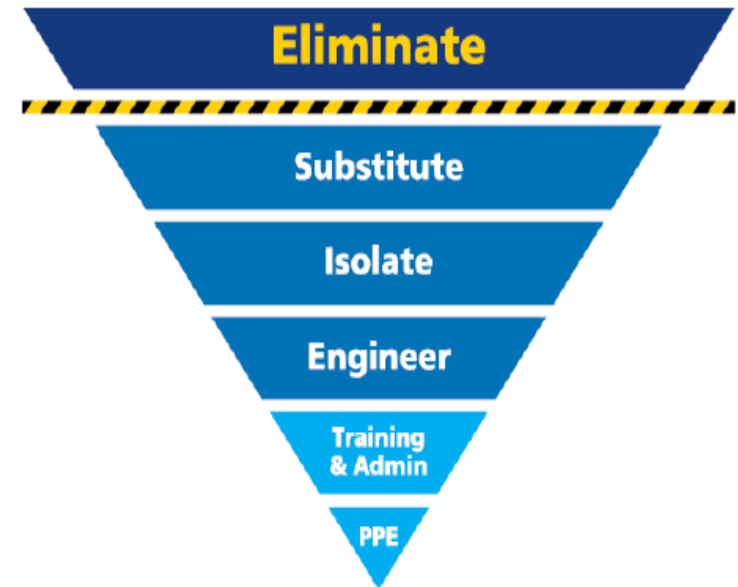 Eliminate
Substitute
Isolate
Engineer
Training
& Admin
PPE